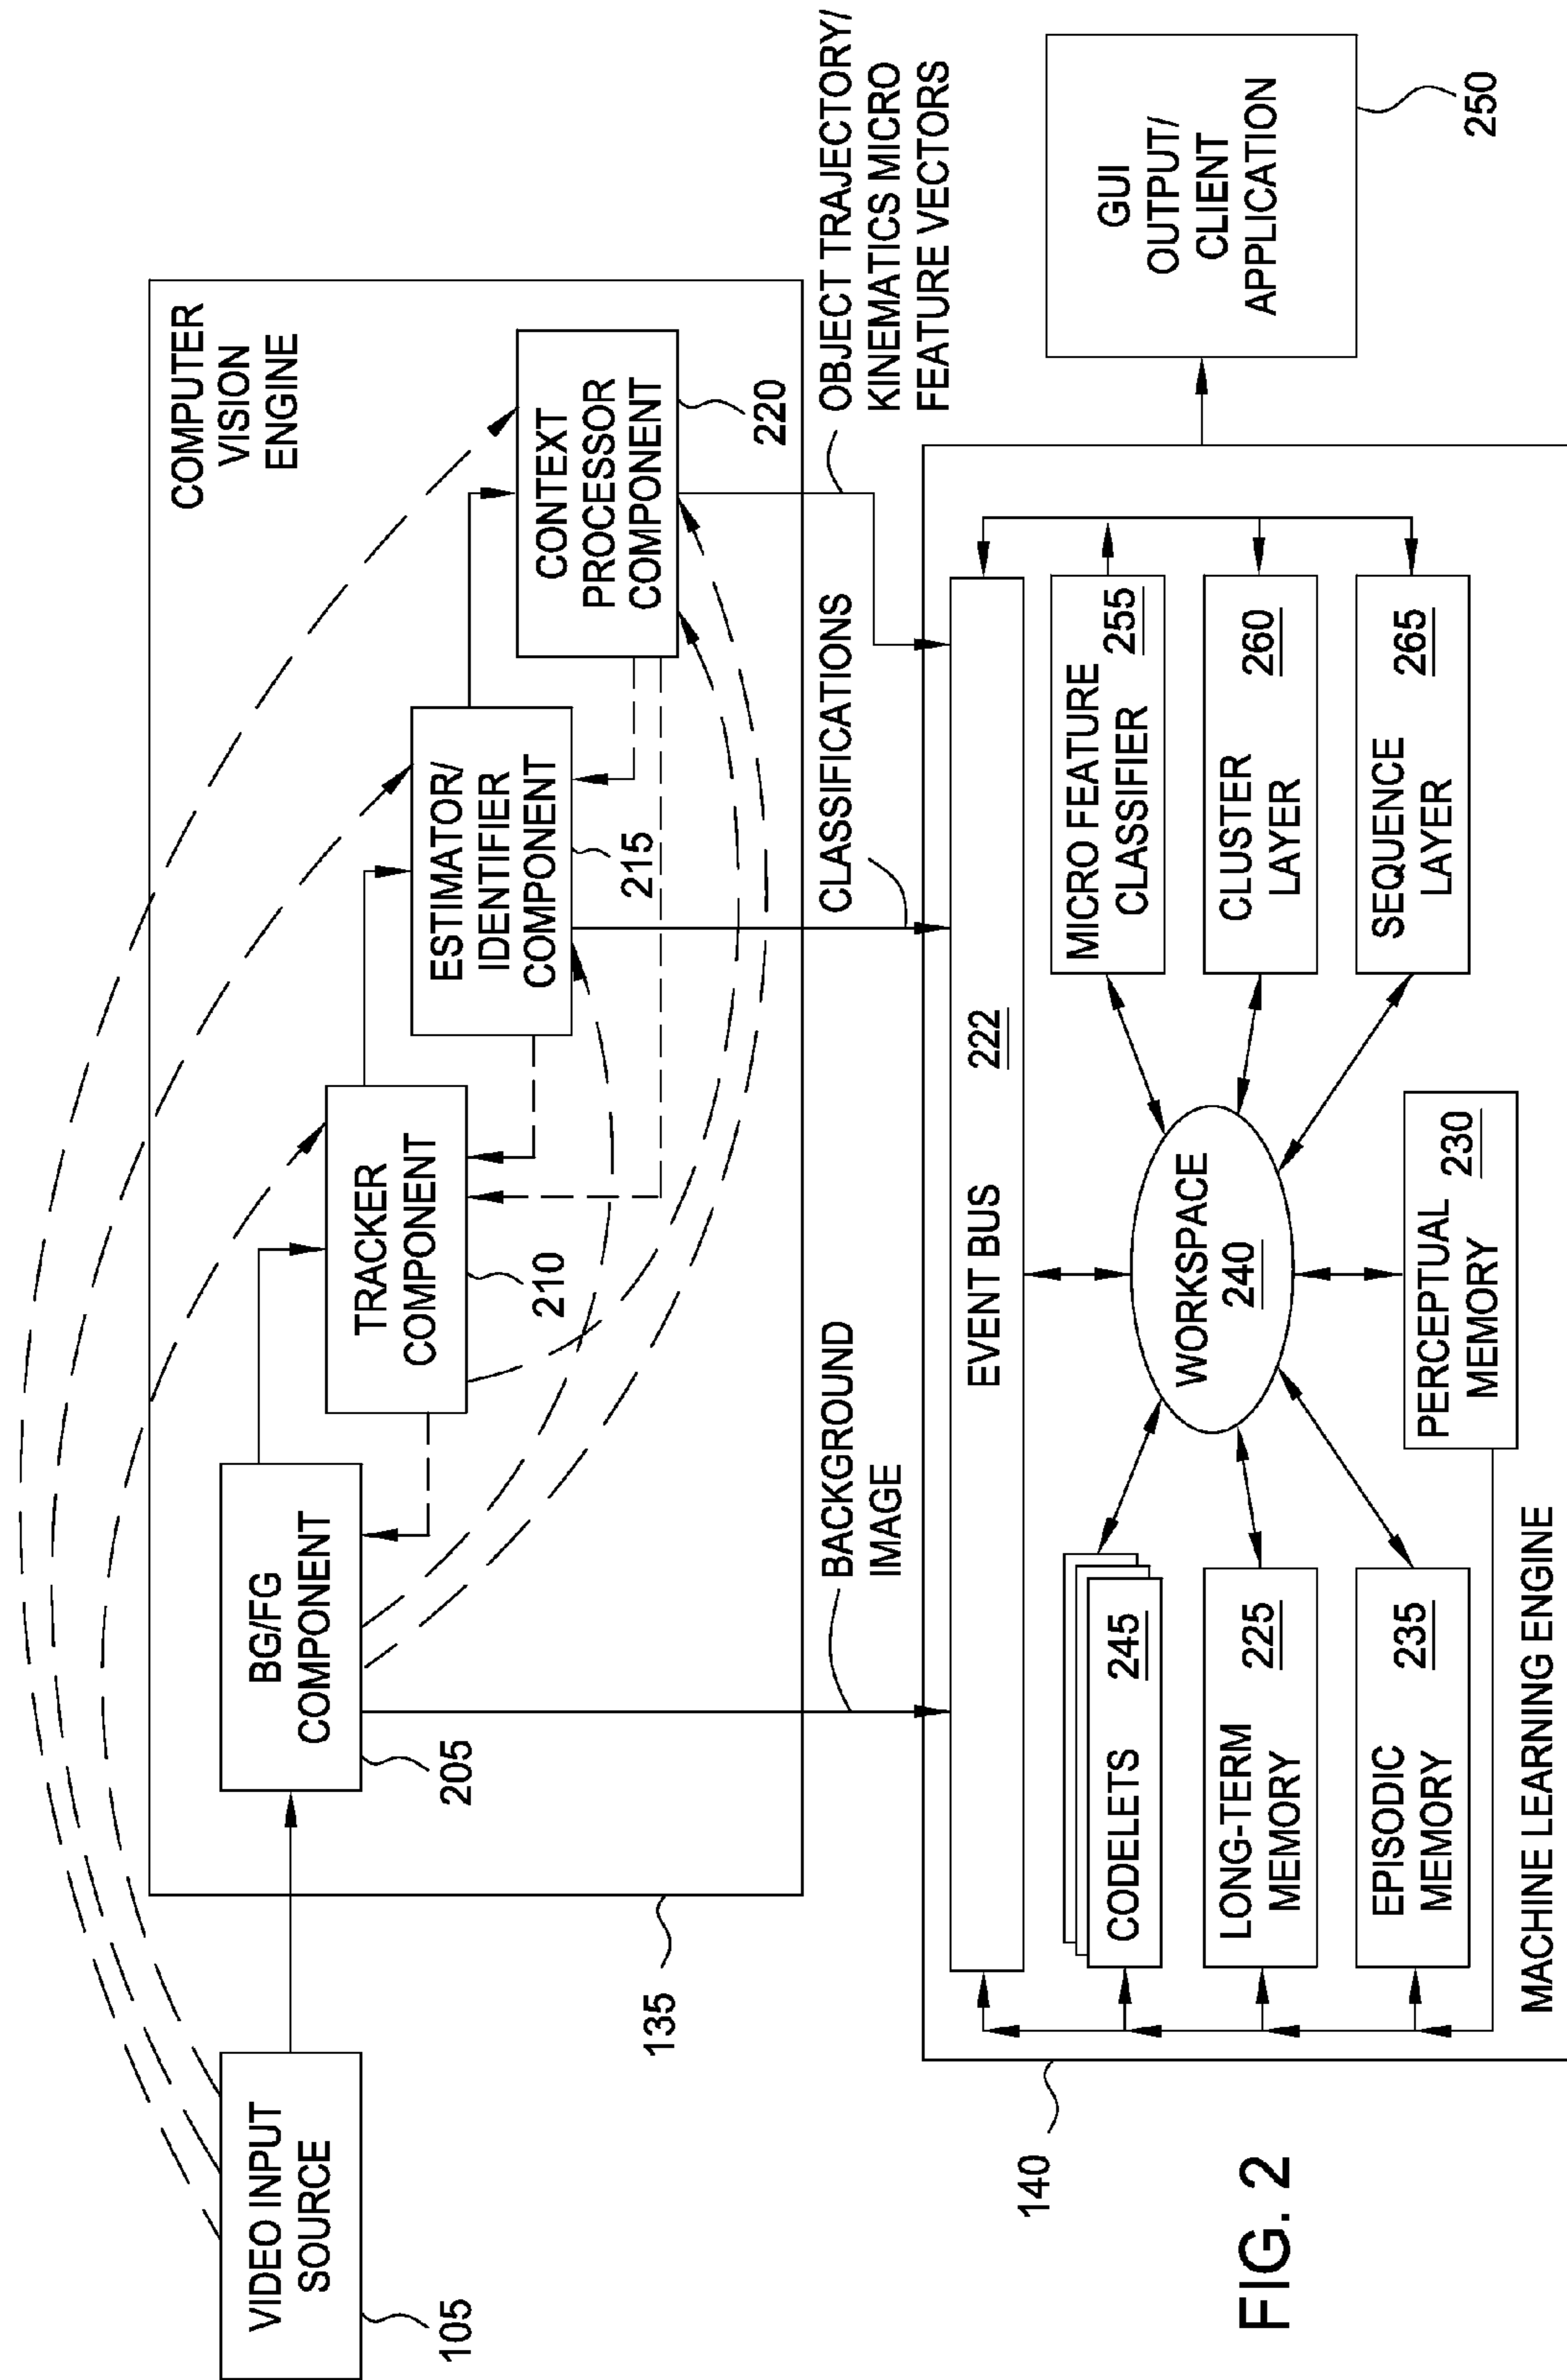 VIDEO INPUT
SOURCE
105
COMPUTER
VISION
ENGINE
BG/FG
COMPONENT
205
TRACKER
COMPONENT
210
ESTIMATOR/
IDENTIFIER
COMPONENT
215
CONTEXT
PROCESSOR
COMPONENT
220
135
BACKGROUND
IMAGE
CLASSIFICATIONS
OBJECT TRAJECTORY/
KINEMATICS MICRO
FEATURE VECTORS
140
EVENT BUS 222
CODELETS 245
LONG-TERM
MEMORY 225
EPISODIC
MEMORY 235
WORKSPACE
240
PERCEPTUAL
MEMORY 230
MICRO FEATURE
CLASSIFIER 255
CLUSTER
LAYER 260
SEQUENCE
LAYER 265
MACHINE LEARNING ENGINE
GUI
OUTPUT/
CLIENT
APPLICATION
250
FIG. 2